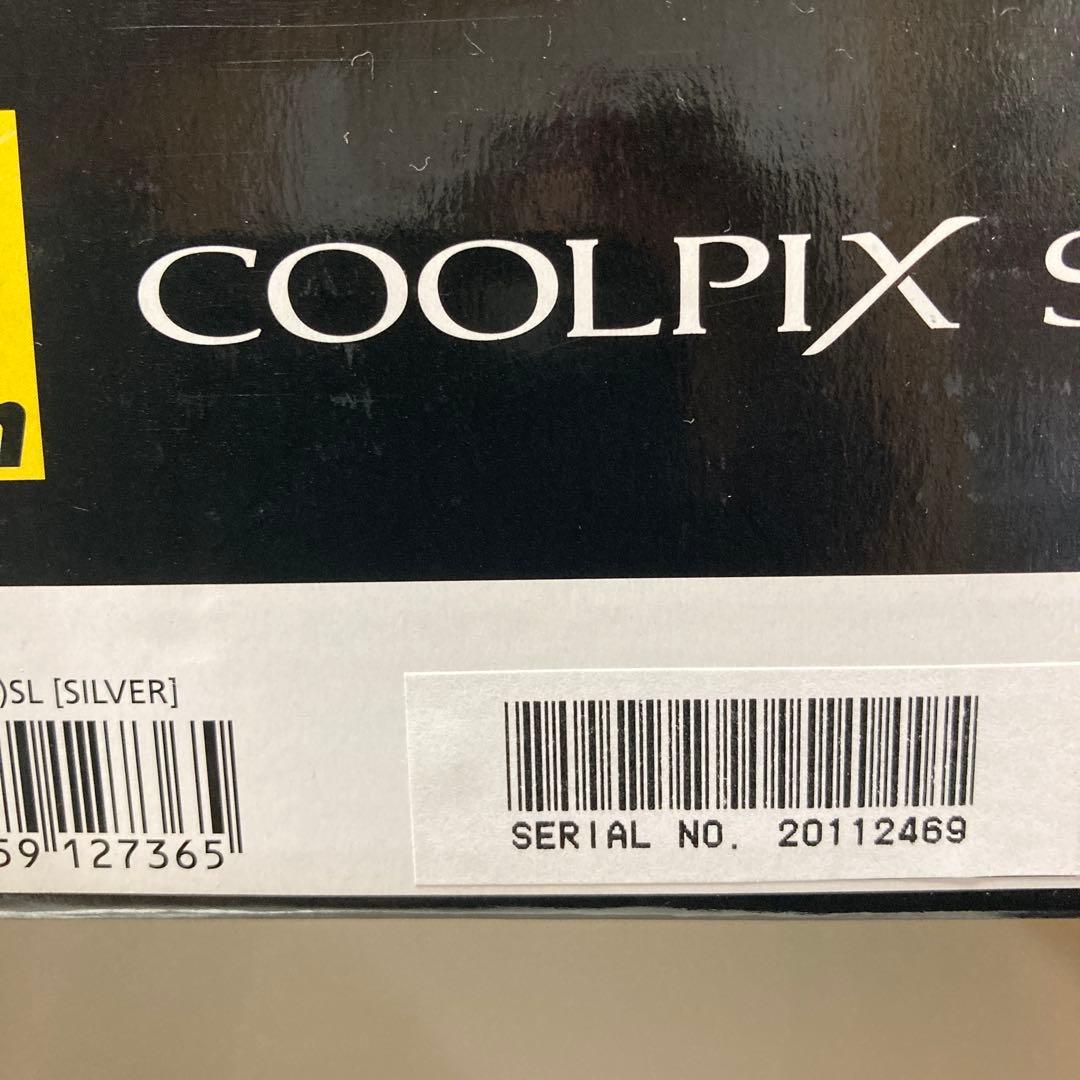 COOLPIX S
n
)SL [SILVER]
59 127365
SERIAL NO. 20112469